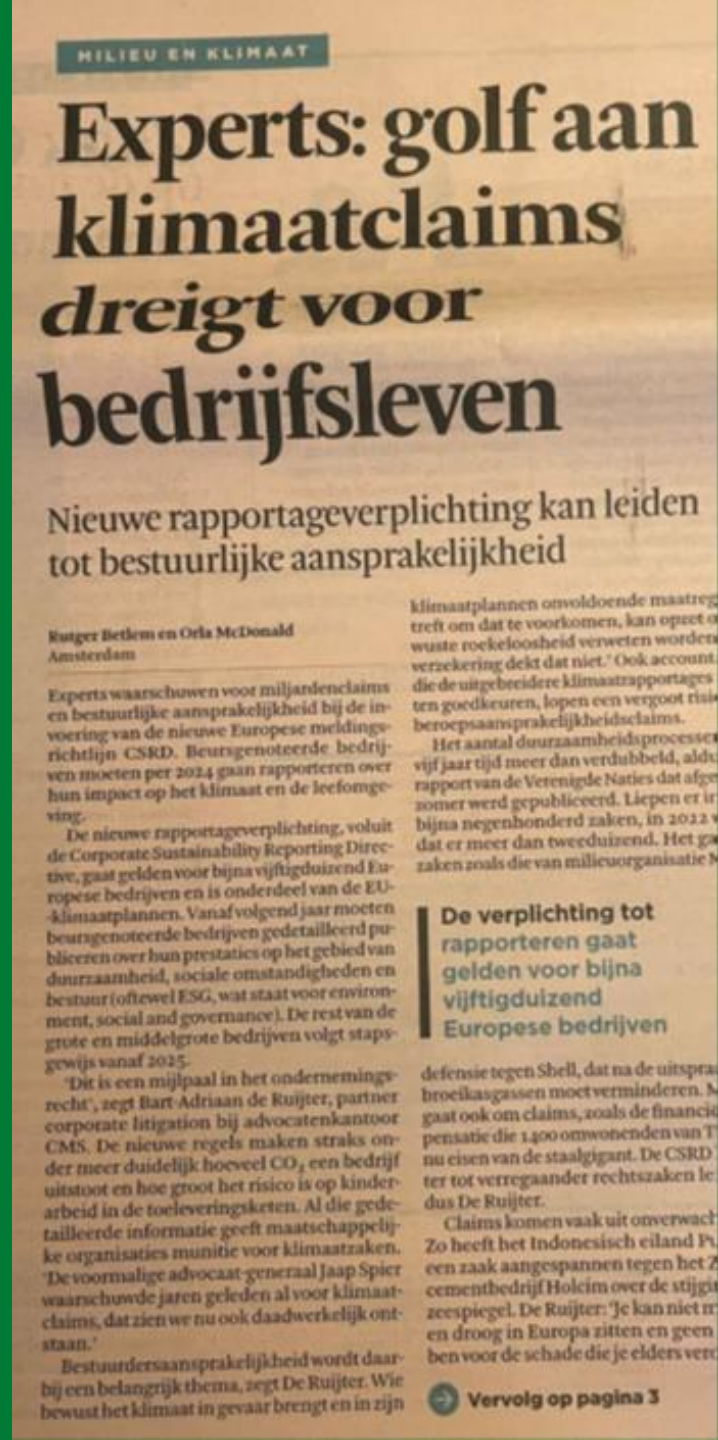 MILIEU EN KLIMAAT
Experts: golf aan
klimaatclaims
dreigt voor
bedrijfsleven
Nieuwe rapportageverplichting kan leiden
tot bestuurlijke aansprakelijkheid
Rutger Betlem en Orla McDonald
Amsterdam
Experts waarschuwen voor miljardenclaims
en bestuurlijke aansprakelijkheid bij de in-
voering van de nieuwe Europese meldings-
richtlijn CSRD. Beursgenoteerde bedrij-
ven moeten per 2024 gaan rapporteren over
hun impact op het klimaat en de leefomge-
ving.
De nieuwe rapportageverplichting, voluit
de Corporate Sustainability Reporting Direc-
tive, gaat gelden voor bijna vijftigduizend Eu-
ropese bedrijven en is onderdeel van de EU-
-klimaatplannen. Vanaf volgend jaar moeten
beursgenoteerde bedrijven gedetailleerd pu-
bliceren over hun prestaties op het gebied van
duurzaamheid, sociale omstandigheden en
bestuur (oftewel ESG, wat staat voor environ-
ment, social and governance). De rest van de
grote en middelgrote bedrijven volgt staps-
gewijs vanaf 2025.
'Dit is een mijlpaal in het ondernemings-
recht', zegt Bart-Adriaan de Ruijter, partner
corporate litigation bij advocatenkantoor
CMS. De nieuwe regels maken straks on-
der meer duidelijk hoeveel CO₂ een bedrijf
uitstoot en hoe groot het risico is op kinder-
arbeid in de toeleveringsketen. Al die gede-
tailleerde informatie geeft maatschappelij-
ke organisaties munitie voor klimaatzaken.
'De voormalige advocaat-generaal Jaap Spier
waarschuwde jaren geleden al voor klimaat-
claims, dat zien we nu ook daadwerkelijk ont-
staan.'
Bestuurdersaansprakelijkheid wordt daar-
bij een belangrijk thema, zegt De Ruijter. Wie
bewust het klimaat in gevaar brengt en in zijn
klimaatplannen onvoldoende maatreg
treft om dat te voorkomen, kan opzet o
wuste roekeloosheid verweten worden
verzekering dekt dat niet.' Ook account
die de uitgebreidere klimaatrapportages
ten goedkeuren, lopen een vergroot risi
beroepsaansprakelijkheidsclaims.
Het aantal duurzaamheidsprocesse
vijf jaar tijd meer dan verdubbeld, aldu
rapport van de Verenigde Naties dat afge
zomer werd gepubliceerd. Liepen er i
bijna negenhonderd zaken, in 2022 w
dat er meer dan tweeduizend. Het ga
zaken zoals die van milieuorganisatie M
De verplichting tot
rapporteren gaat
gelden voor bijna
vijftigduizend
Europese bedrijven
defensie tegen Shell, dat na de uitspra
broeikasgassen moet verminderen. M
gaat ook om claims, zoals de financië
pensatie die 1.400 omwonenden van T
nu eisen van de staalgigant. De CSRD
ter tot verregaander rechtszaken le
dus De Ruijter.
Claims komen vaak uit onverwach
Zo heeft het Indonesisch eiland Pu
een zaak aangespannen tegen het Z
cementbedrijf Holcim over de stijgi
zeespiegel. De Ruijter: 'Je kan niet m
en droog in Europa zitten en geen
ben voor de schade die je elders vero
Vervolg op pagina 3